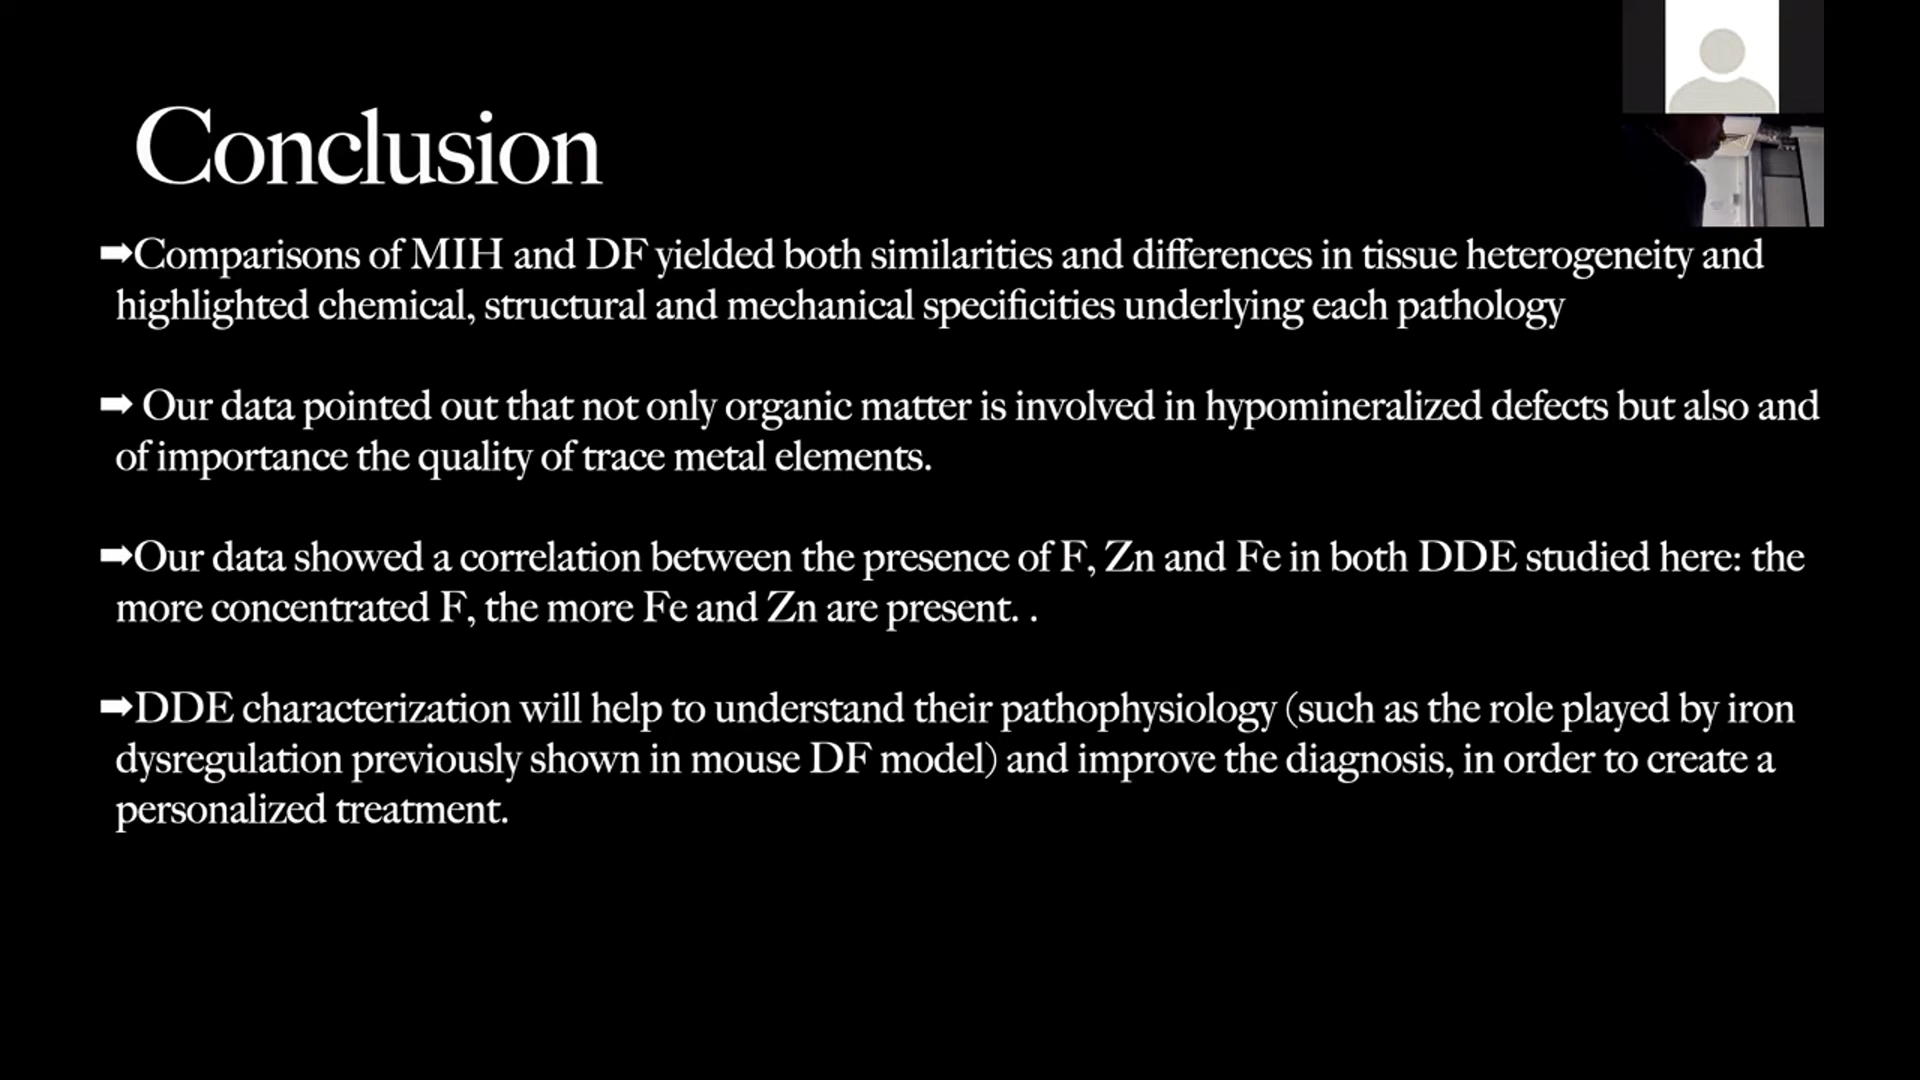 Conclusion
➡Comparisons of MIH and DF yielded both similarities and differences in tissue heterogeneity and
highlighted chemical, structural and mechanical specificities underlying each pathology
➡ Our data pointed out that not only organic matter is involved in hypomineralized defects but also and
of importance the quality of trace metal elements.
➡Our data showed a correlation between the presence of F, Zn and Fe in both DDE studied here: the
more concentrated F, the more Fe and Zn are present. .
➡DDE characterization will help to understand their pathophysiology (such as the role played by iron
dysregulation previously shown in mouse DF model) and improve the diagnosis, in order to create a
personalized treatment.